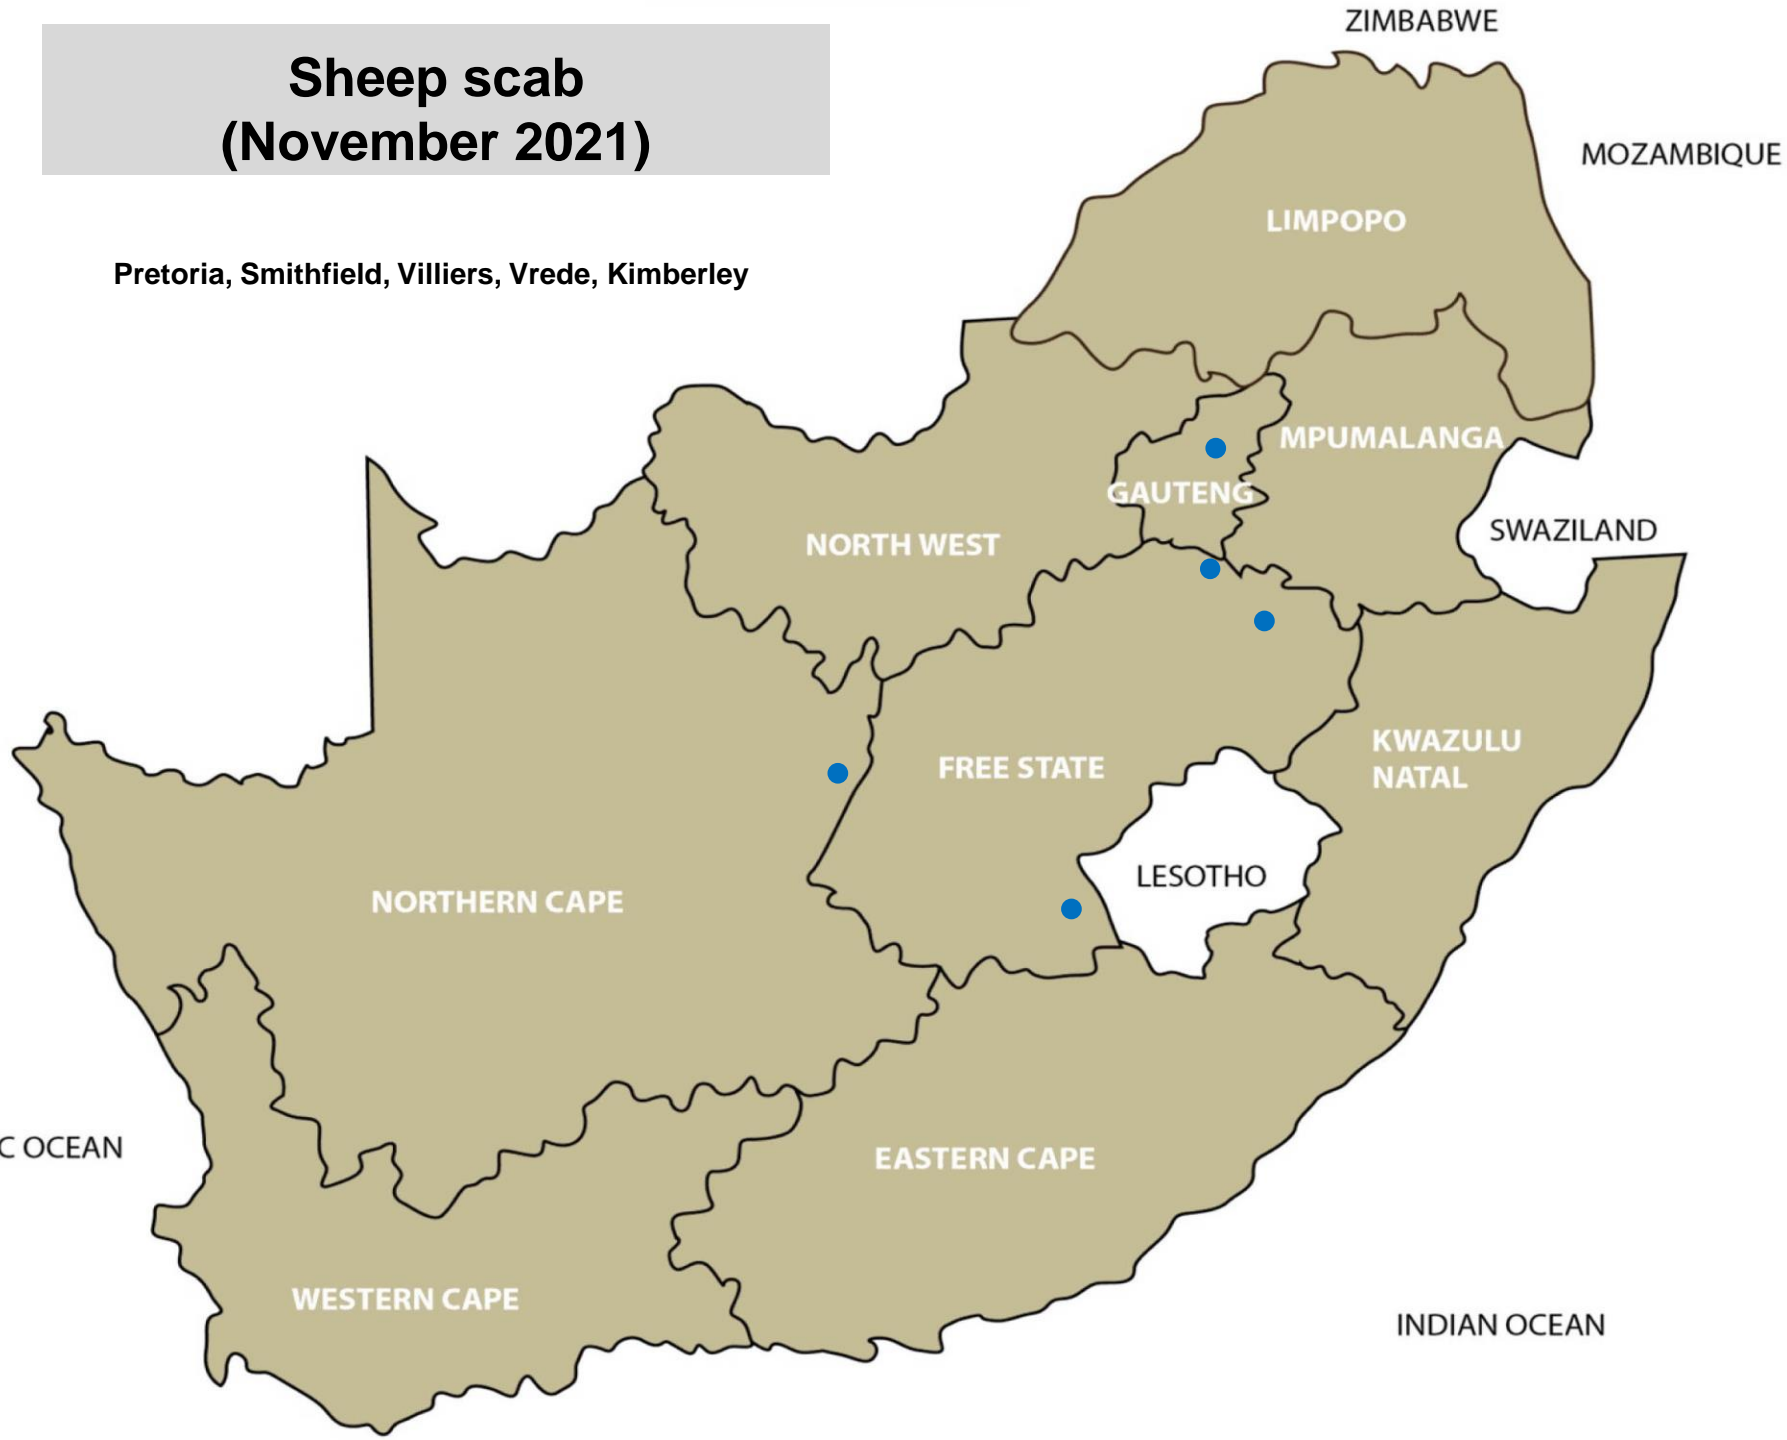 Sheep scab
(November 2021)
Pretoria, Smithfield, Villiers, Vrede, Kimberley
ZIMBABWE
MOZAMBIQUE
LIMPOPO
MPUMALANGA
GAUTENG
SWAZILAND
NORTH WEST
KWAZULU
NATAL
FREE STATE
LESOTHO
NORTHERN CAPE
C OCEAN
EASTERN CAPE
WESTERN CAPE
INDIAN OCEAN